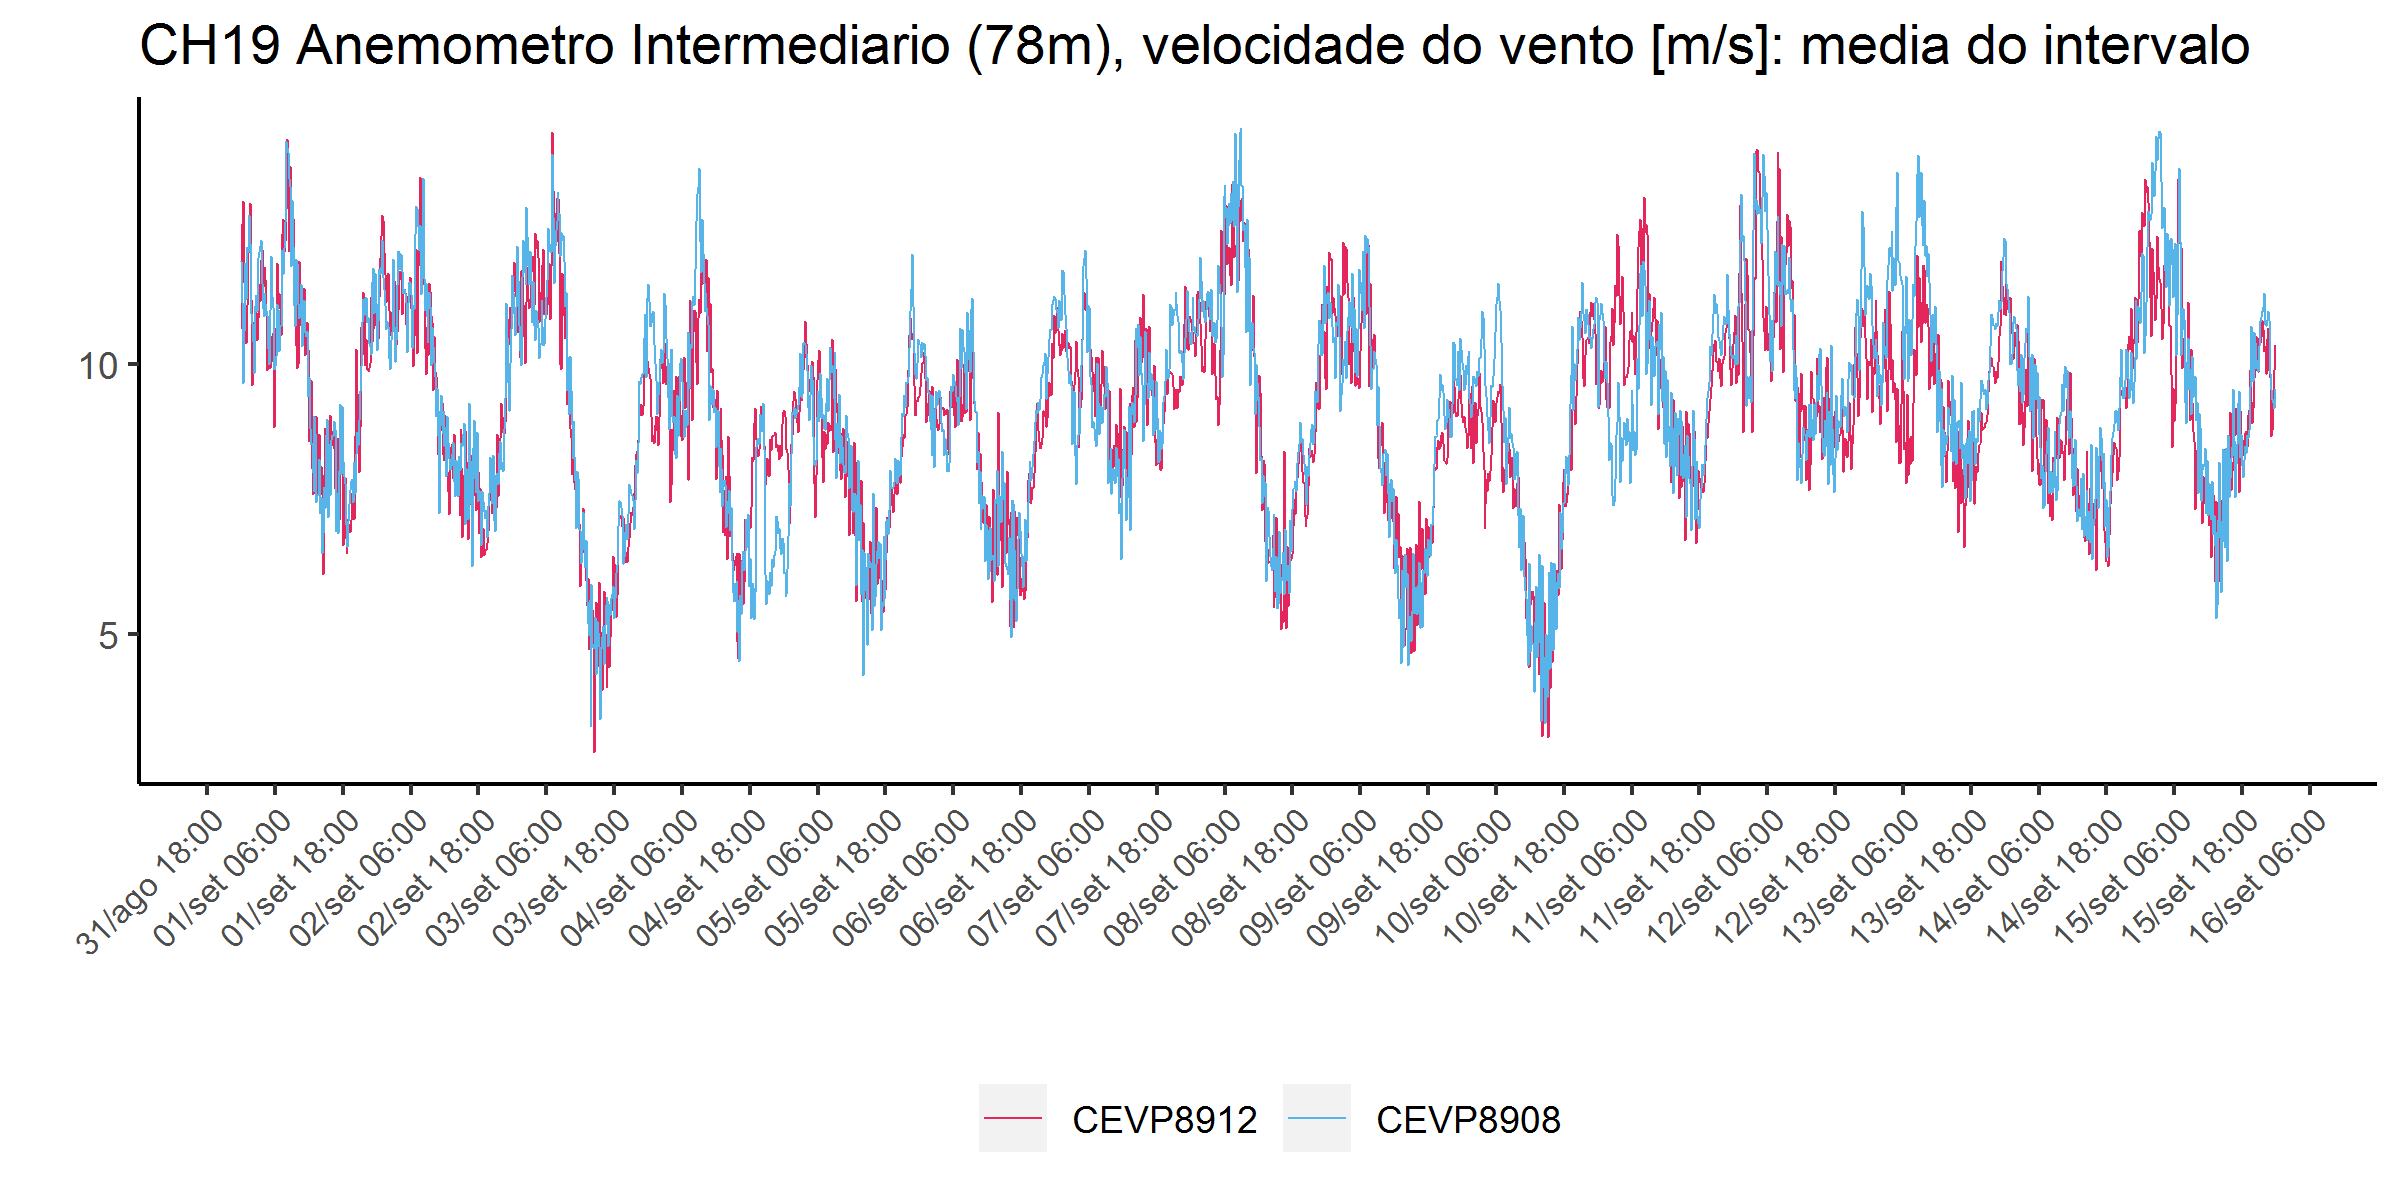 CH19 Anemometro Intermediario (78m), velocidade do vento [m/s]: media do intervalo
10
5
31/ago 18:00
01/set 06:00
01/set 18:00
02/set 06:00
02/set 18:00
03/set 06:00
03/set 18:00
04/set 06:00
04/set 18:00
05/set 06:00
05/set 18:00
06/set 06:00
06/set 18:00
07/set 06:00
07/set 18:00
08/set 06:00
08/set 18:00
09/set 06:00
09/set 18:00
10/set 06:00
10/set 18:00
11/set 06:00
11/set 18:00
12/set 06:00
12/set 18:00
13/set 06:00
13/set 18:00
14/set 06:00
14/set 18:00
15/set 06:00
15/set 18:00
16/set 06:00
CEVP8912
CEVP8908